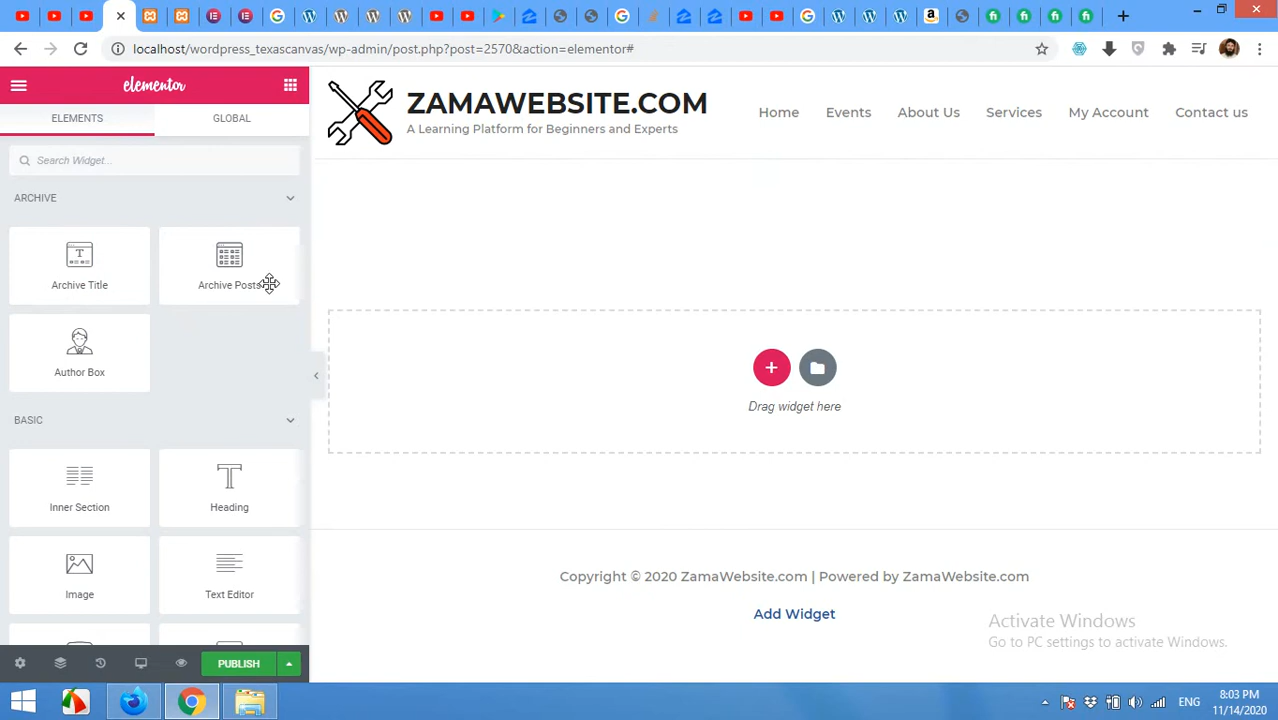 localhost/wordpress_texascanvas/wp-admin/post.php?post=2570&action=elementor#
elementor
ELEMENTS
GLOBAL
Search Widget...
ARCHIVE
Archive Title
Archive Posts
Author Box
BASIC
Inner Section
Heading
Image
Text Editor
PUBLISH
ZAMAWEBSITE.COM
A Learning Platform for Beginners and Experts
Home
Events
About Us
Services
My Account
Contact us
Drag widget here
Copyright © 2020 ZamaWebsite.com | Powered by ZamaWebsite.com
Add Widget
Activate Windows
Go to PC settings to activate Windows.
ENG
8:03 PM
11/14/2020